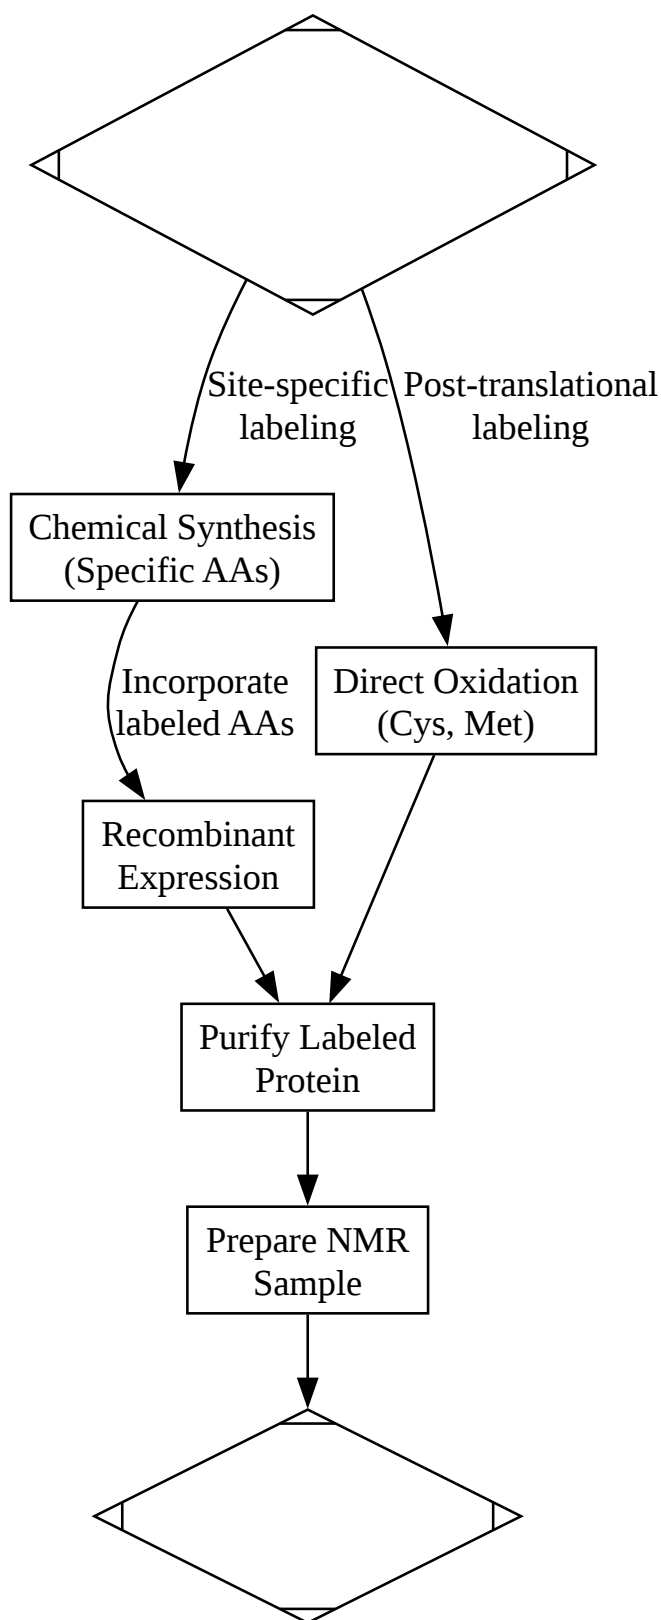 Site-specific
labeling
Post-translational
labeling
Chemical Synthesis
(Specific AAs)
Incorporate
labeled AAs
Direct Oxidation
(Cys, Met)
Recombinant
Expression
Purify Labeled
Protein
Prepare NMR
Sample